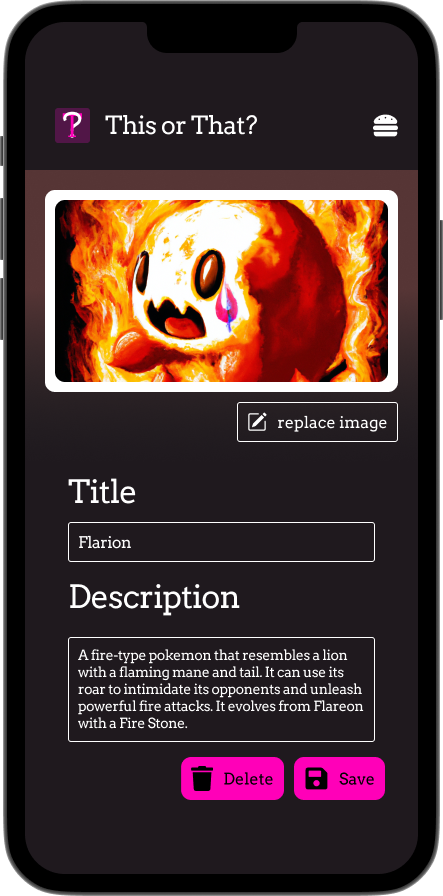 This or That?
replace image
Title
Flarion
Description
A fire-type pokemon that resembles a lion
with a flaming mane and tail. It can use its
roar to intimidate its opponents and unleash
powerful fire attacks. It evolves from Flareon
with a Fire Stone.
Delete
Save